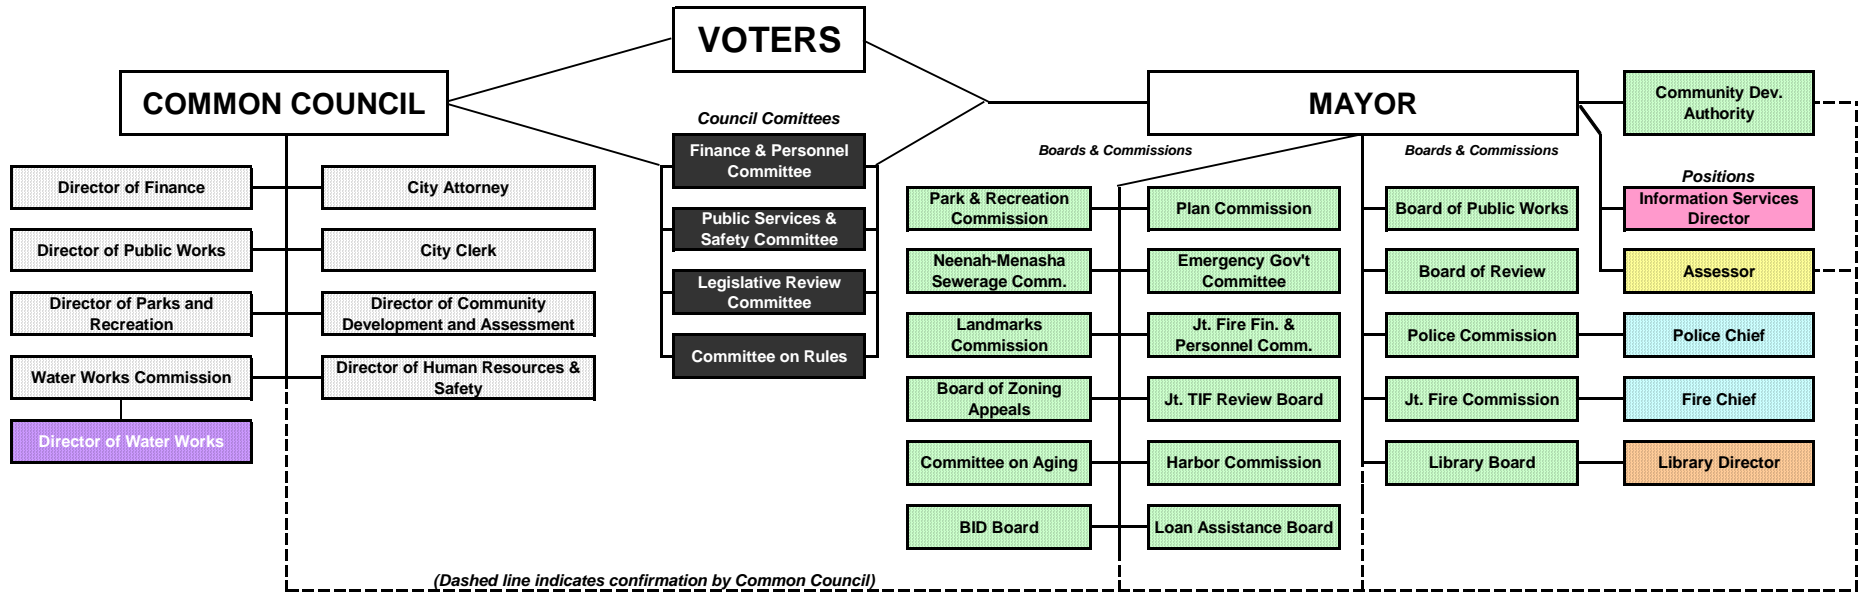 VOTERS
COMMON COUNCIL
MAYOR
Community Dev.
Authority
Council Comittees
Finance & Personnel
Committee
Public Services &
Safety Committee
Legislative Review
Committee
Committee on Rules
Director of Finance
City Attorney
Director of Public Works
City Clerk
Director of Parks and
Recreation
Director of Community
Development and Assessment
Water Works Commission
Director of Human Resources &
Safety
Director of Water Works
Boards & Commissions
Park & Recreation
Commission
Plan Commission
Neenah-Menasha
Sewerage Comm.
Emergency Gov't
Committee
Landmarks
Commission
Jt. Fire Fin. &
Personnel Comm.
Board of Zoning
Appeals
Jt. TIF Review Board
Committee on Aging
Harbor Commission
BID Board
Loan Assistance Board
Boards & Commissions
Board of Public Works
Board of Review
Police Commission
Jt. Fire Commission
Library Board
Positions
Information Services
Director
Assessor
Police Chief
Fire Chief
Library Director
(Dashed line indicates confirmation by Common Council)